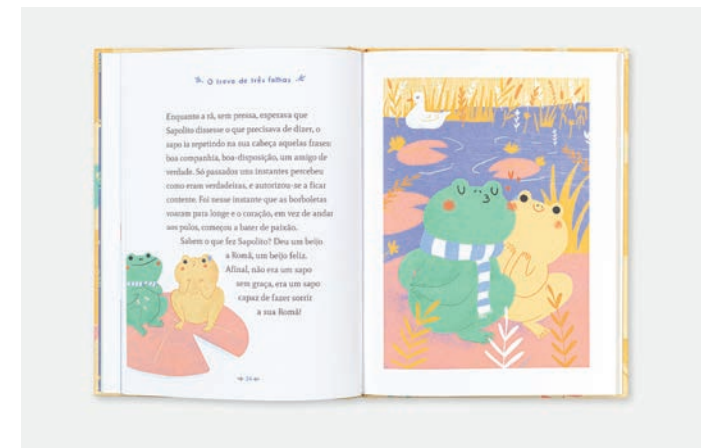 O trevo de três folhas
Enquanto a rã, sem pressa, esperava que
Sapolito dissesse o que precisava de dizer, o
sapo ia repetindo na sua cabeça aquelas frases:
boa companhia, boa-disposição, um amigo de
verdade. Só passados uns instantes percebeu
como eram verdadeiras, e autorizou-se a ficar
contente. Foi nesse instante que as borboletas
voaram para longe e o coração, em vez de andar
aos pulos, começou a bater de paixão.
Sabem o que fez Sapolito? Deu um beijo
a Romã, um beijo feliz.
Afinal, não era um sapo
sem graça, era um sapo
capaz de fazer sorrir
a sua Romã!